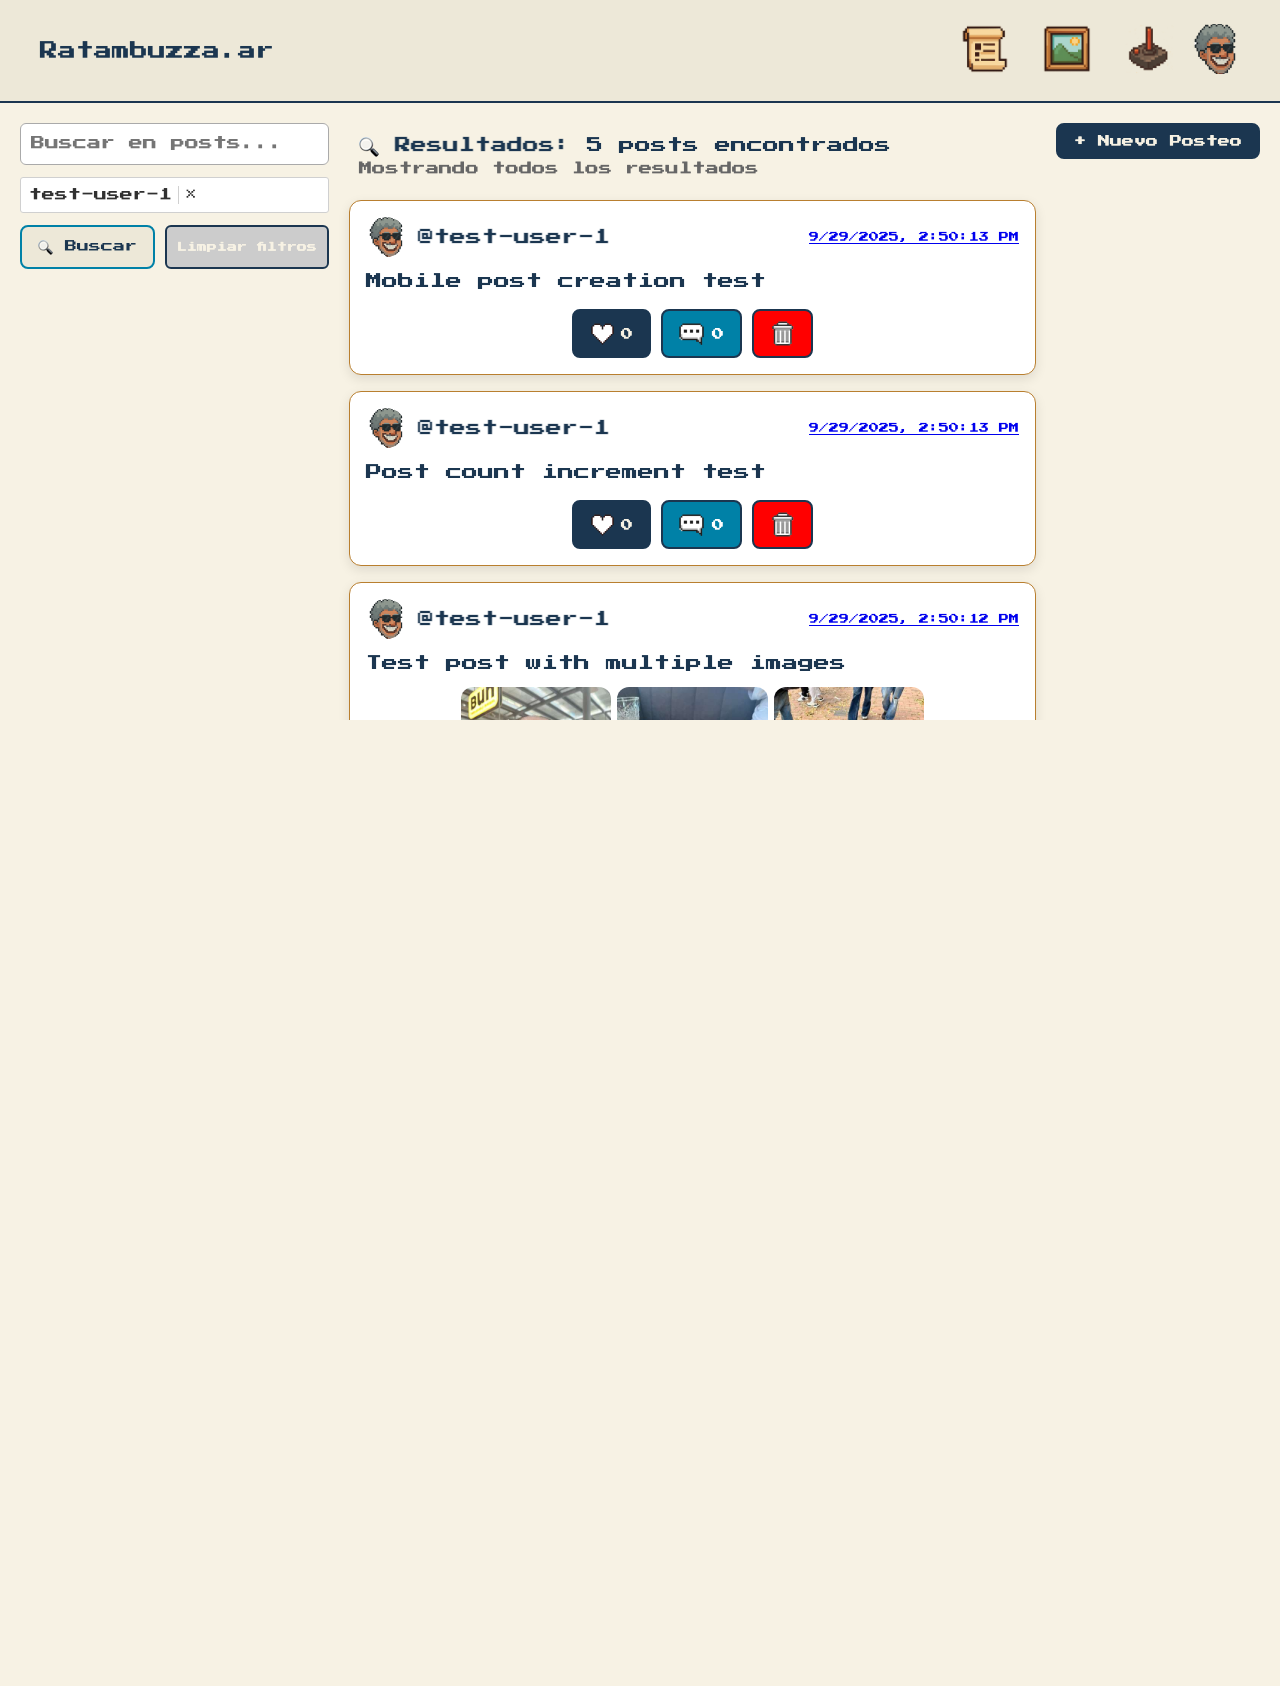 Ratambuzza.ar
Buscar en posts...
test-user-1 ×
Buscar
Limpiar filtros
Resultados: 5 posts encontrados
Mostrando todos los resultados
+ Nuevo Posteo
@test-user-1
9/29/2025, 2:50:13 PM
Mobile post creation test
0
0
@test-user-1
9/29/2025, 2:50:13 PM
Post count increment test
0
0
@test-user-1
9/29/2025, 2:50:12 PM
Test post with multiple images
BUN